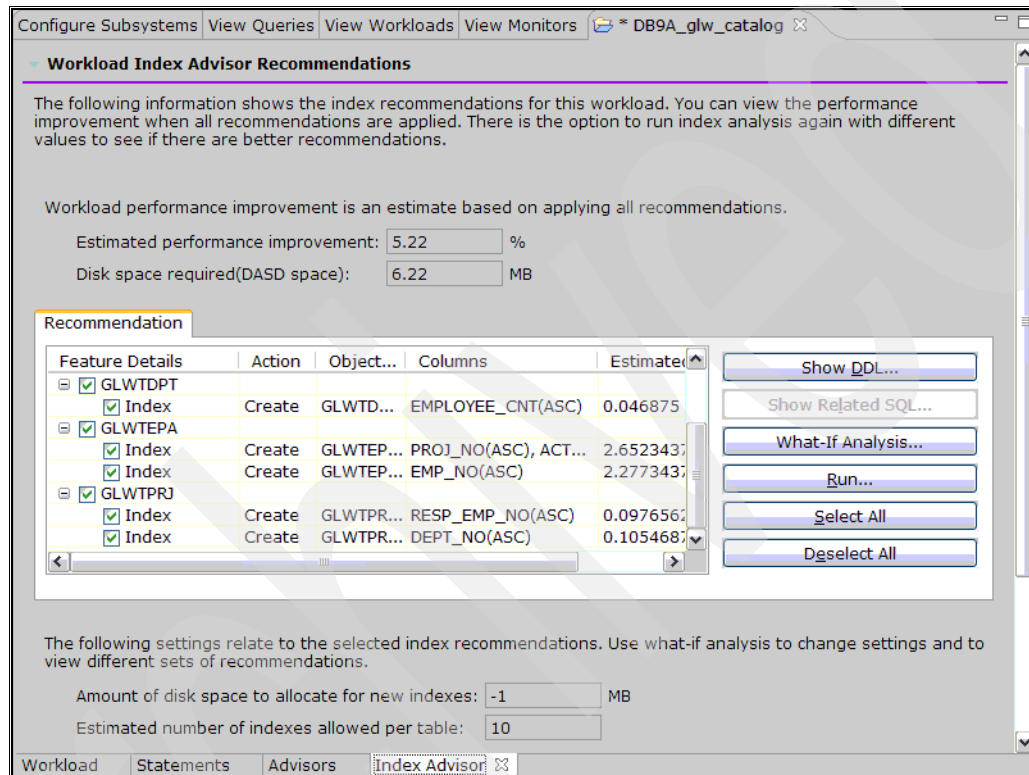 Configure Subsystems View Queries View Workloads View Monitors * DB9A_glw_catalog
Workload Index Advisor Recommendations
The following information shows the index recommendations for this workload. You can view the performance
improvement when all recommendations are applied. There is the option to run index analysis again with different
values to see if there are better recommendations.
Workload performance improvement is an estimate based on applying all recommendations.
Estimated performance improvement: 5.22 %
Disk space required(DASD space): 6.22 MB
Recommendation
Feature Details Action Object... Columns Estimated
GLWTDPT
Index Create GLWTD... EMPLOYEE_CNT(ASC) 0.046875
GLWTEPA
Index Create GLWTEP... PROJ_NO(ASC), ACT... 2.6523437
Index Create GLWTEP... EMP_NO(ASC) 2.2773437
GLWTPRJ
Index Create GLWTPR... RESP_EMP_NO(ASC) 0.0976562
Index Create GLWTPR... DEPT_NO(ASC) 0.1054687
Show DDL...
Show Related SQL...
What-If Analysis...
Run...
Select All
Deselect All
The following settings relate to the selected index recommendations. Use what-if analysis to change settings and to
view different sets of recommendations.
Amount of disk space to allocate for new indexes: -1 MB
Estimated number of indexes allowed per table: 10
Workload Statements Advisors Index Advisor